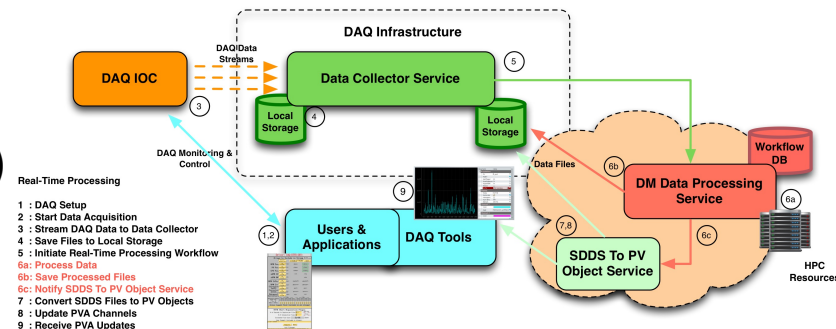 DAQ Infrastructure
DAQ Data
Streams
DAQ IOC
Data Collector Service
5
3
Local
Storage
4
Local
Storage
DAQ Monitoring &
Control
Data Files
6b
Workflow
DB
9
DM Data Processing
Service
6a
Real-Time Processing
1 : DAQ Setup
2 : Start Data Acquisition
3 : Stream DAQ Data to Data Collector
4 : Save Files to Local Storage
5 : Initiate Real-Time Processing Workflow
6a: Process Data
6b: Save Processed Files
6c: Notify SDDS To PV Object Service
7 : Convert SDDS Files to PV Objects
8 : Update PVA Channels
9 : Receive PVA Updates
1,2
Users &
Applications
DAQ Tools
7,8
6c
SDDS To PV
Object Service
HPC
Resources